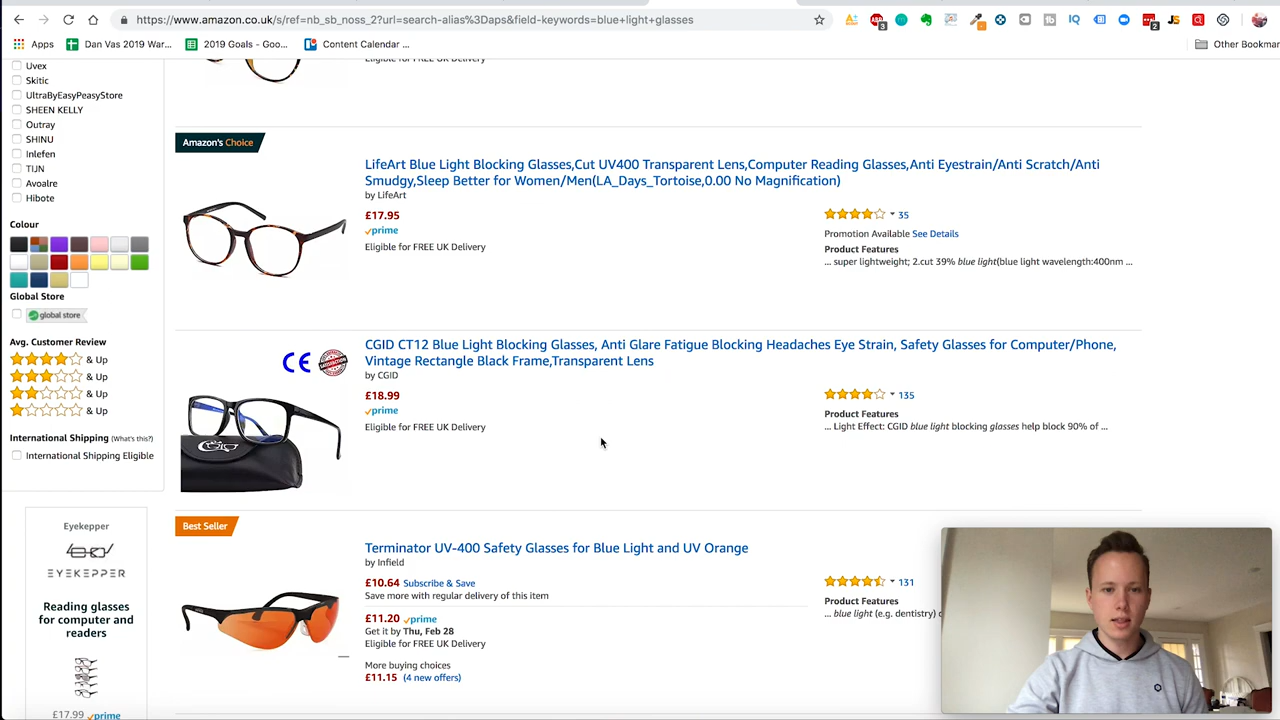 https://www.amazon.co.uk/s/ref=nb_sb_noss_2?url=search-alias%3Daps&field-keywords=blue+light+glasses
Apps
Dan Vas 2019 War...
2019 Goals - Goo...
Content Calendar ...
Other Bookmar
Uvex
Skitic
UltraByEasyPeasyStore
SHEEN KELLY
Outray
SHINU
Inlefen
TIJN
Avoalre
Hibote
Colour
Global Store
global store
Avg. Customer Review
& Up
& Up
& Up
& Up
International Shipping (What's this?)
International Shipping Eligible
Eyekepper
EYEKEPPER
Reading glasses
for computer and
readers
£17.99 prime
Eligible for FREE UK Delivery
Amazon's Choice
LifeArt Blue Light Blocking Glasses,Cut UV400 Transparent Lens,Computer Reading Glasses,Anti Eyestrain/Anti Scratch/Anti
Smudgy,Sleep Better for Women/Men(LA_Days_Tortoise,0.00 No Magnification)
by LifeArt
£17.95
prime
Eligible for FREE UK Delivery
35
Promotion Available See Details
Product Features
... super lightweight; 2.cut 39% blue light(blue light wavelength:400nm ...
CE
CGID CT12 Blue Light Blocking Glasses, Anti Glare Fatigue Blocking Headaches Eye Strain, Safety Glasses for Computer/Phone,
Vintage Rectangle Black Frame,Transparent Lens
by CGID
£18.99
prime
Eligible for FREE UK Delivery
135
Product Features
... Light Effect: CGID blue light blocking glasses help block 90% of ...
CGID
Best Seller
Terminator UV-400 Safety Glasses for Blue Light and UV Orange
by Infield
£10.64 Subscribe & Save
Save more with regular delivery of this item
£11.20 prime
Get it by Thu, Feb 28
Eligible for FREE UK Delivery
More buying choices
£11.15 (4 new offers)
131
Product Features
... blue light (e.g. dentistry)